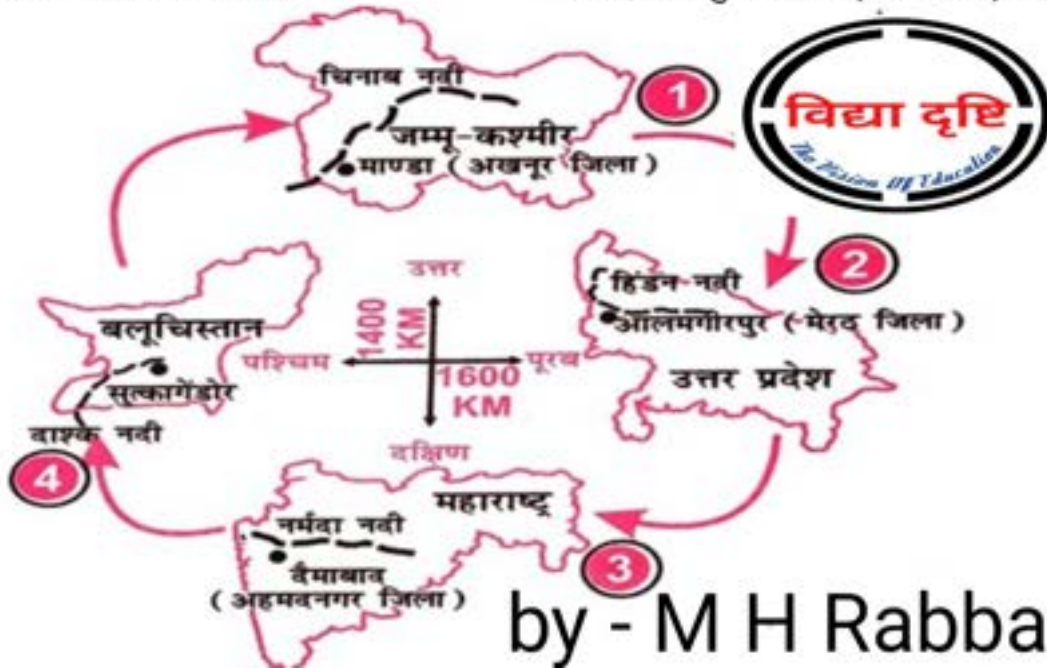 चिनाब नदी
1
जम्मू-कश्मीर
माण्डा (अखनूर जिला)
विद्या दृष्टि
The Vision Of Education
2
हिंडन नदी
आलमगीरपुर (मेरठ जिला)
उत्तर प्रदेश
उत्तर
1400
KM
पश्चिम
पूरब
1600
KM
दक्षिण
बलूचिस्तान
सुत्कागेंडोर
दाश्क नदी
4
महाराष्ट्र
नर्मदा नदी
दैमाबाद
(अहमदनगर जिला)
3
by - M H Rabba